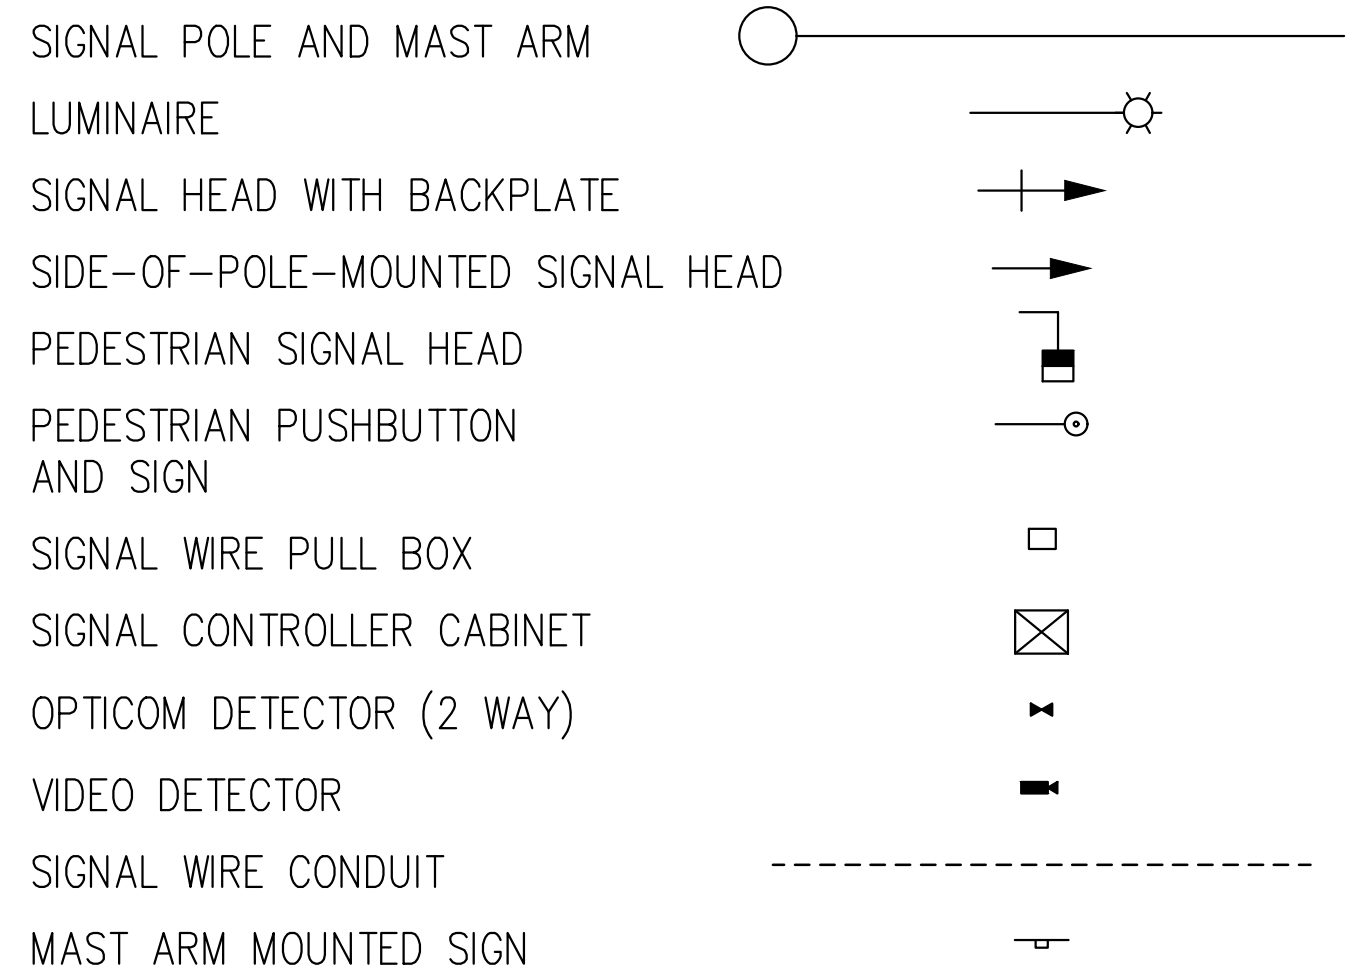 SIGNAL POLE AND MAST ARM
LUMINAIRE
SIGNAL HEAD WITH BACKPLATE
SIDE-OF-POLE-MOUNTED SIGNAL HEAD
PEDESTRIAN SIGNAL HEAD
PEDESTRIAN PUSHBUTTON
AND SIGN
SIGNAL WIRE PULL BOX
SIGNAL CONTROLLER CABINET
OPTICOM DETECTOR (2 WAY)
VIDEO DETECTOR
SIGNAL WIRE CONDUIT
MAST ARM MOUNTED SIGN